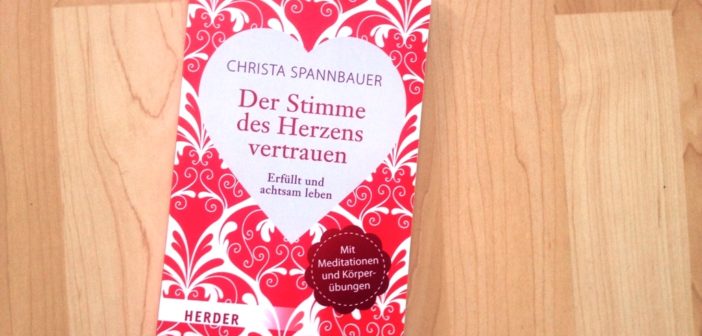 CHRISTA SPANNBAUER
Der Stimme
des Herzens
vertrauen
Erfüllt und
achtsam leben
Mit
Meditationen
und Körper-
übungen
HERDER